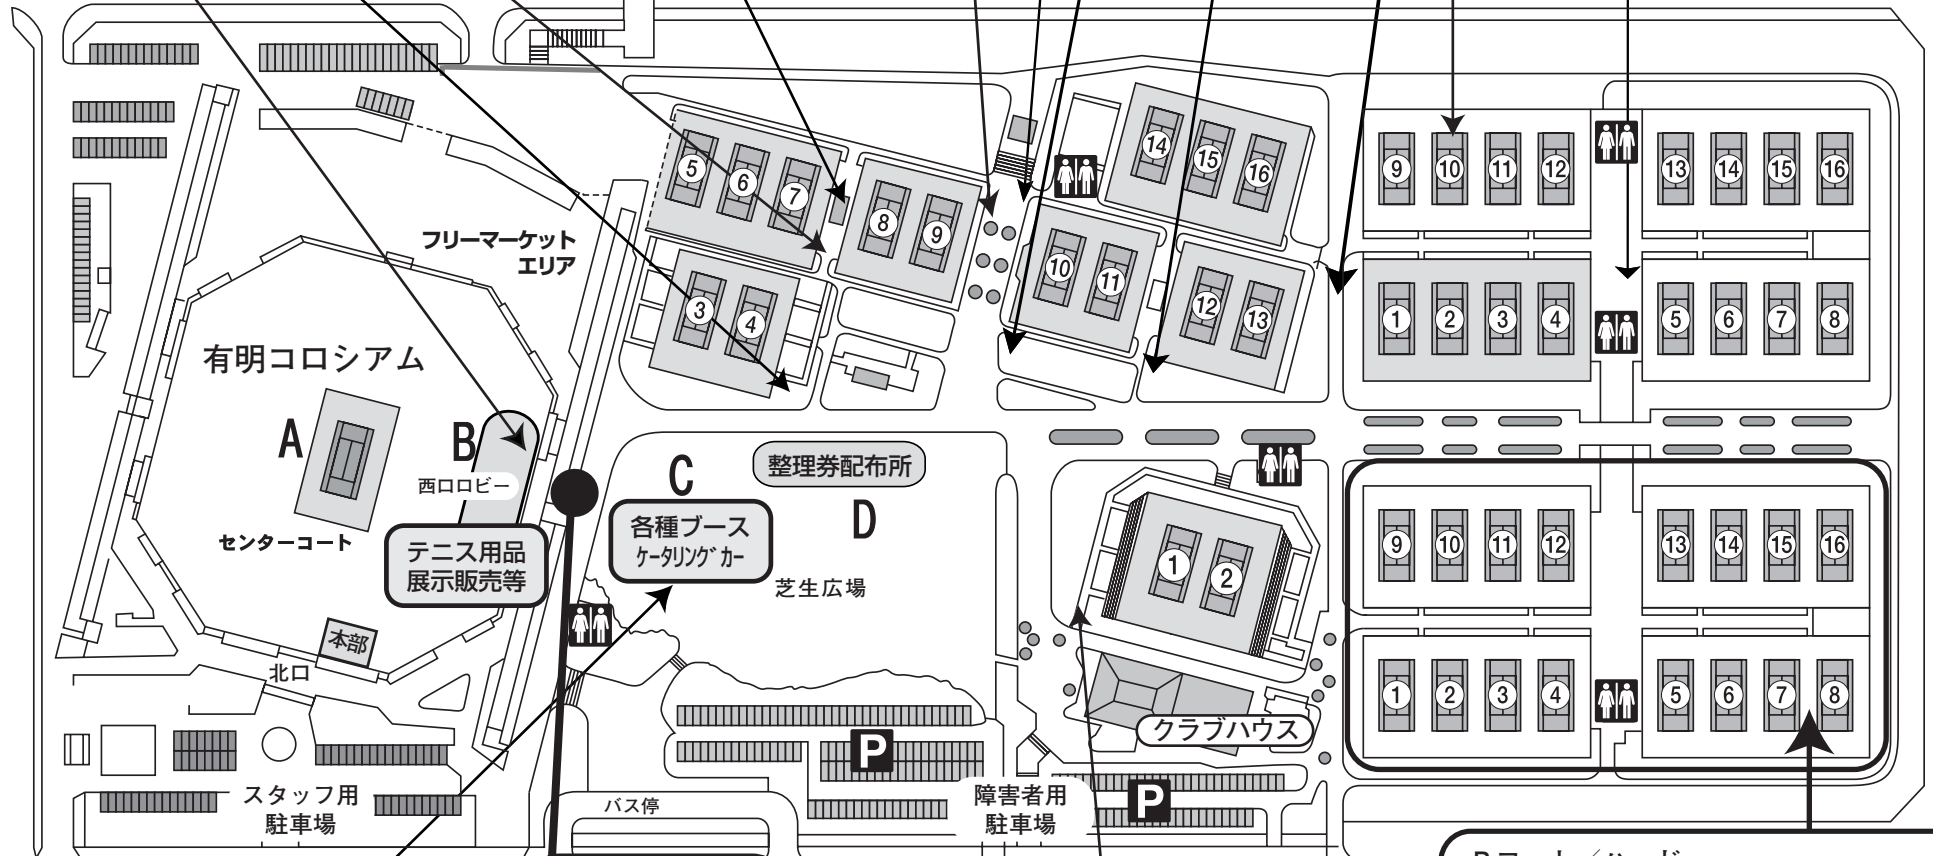 5 6 7 8 9
14 15 16
9 10 11 12 13 14 15 16
フリーマーケット
エリア
3 4
10 11
12 13
1 2 3 4 5 6 7 8
有明コロシアム
A
B
西口ロビー
センターコート
テニス用品
展示販売等
C
各種ブース
ケータリングカー
整理券配布所
D
芝生広場
1 2
9 10 11 12 13 14 15 16
1 2 3 4 5 6 7 8
本部
北口
クラブハウス
P
P
スタッフ用
駐車場
バス停
障害者用
駐車場